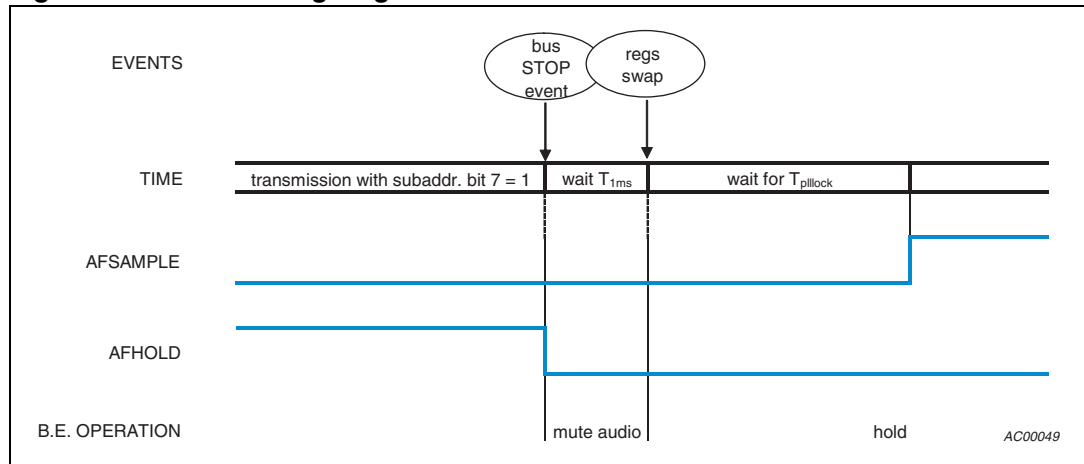 EVENTS
bus
STOP
event
regs
swap
TIME
transmission with subaddr. bit 7 = 1
wait T1ms
wait for Tplllock
AFSAMPLE
AFHOLD
B.E. OPERATION
mute audio
hold
AC00049